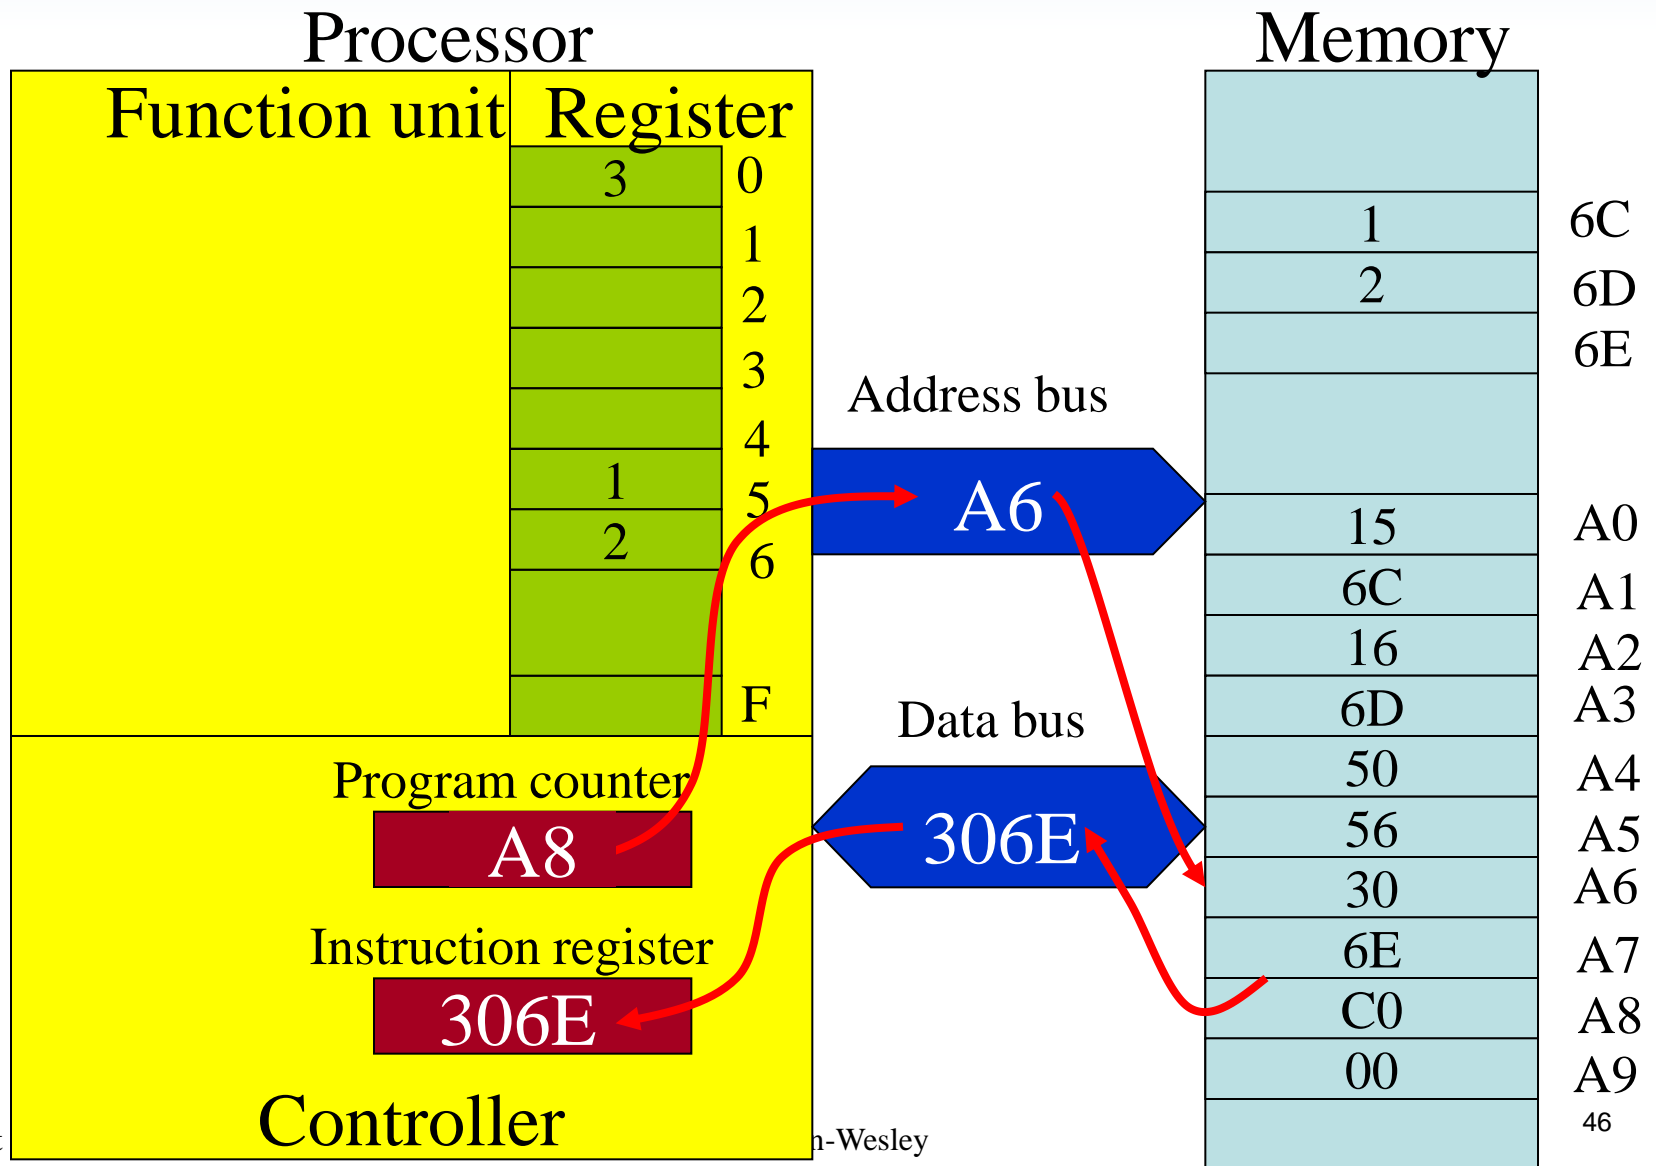 Processor
Memory
Function unit
Register
3
0
1
2
3
4
1
5
2
6
F
Address bus
A6
Data bus
306E
Program counter
A8
Instruction register
306E
Controller
1
6C
2
6D
6E
15
A0
6C
A1
16
A2
6D
A3
50
A4
56
A5
30
A6
6E
A7
C0
A8
00
A9
n-Wesley
46